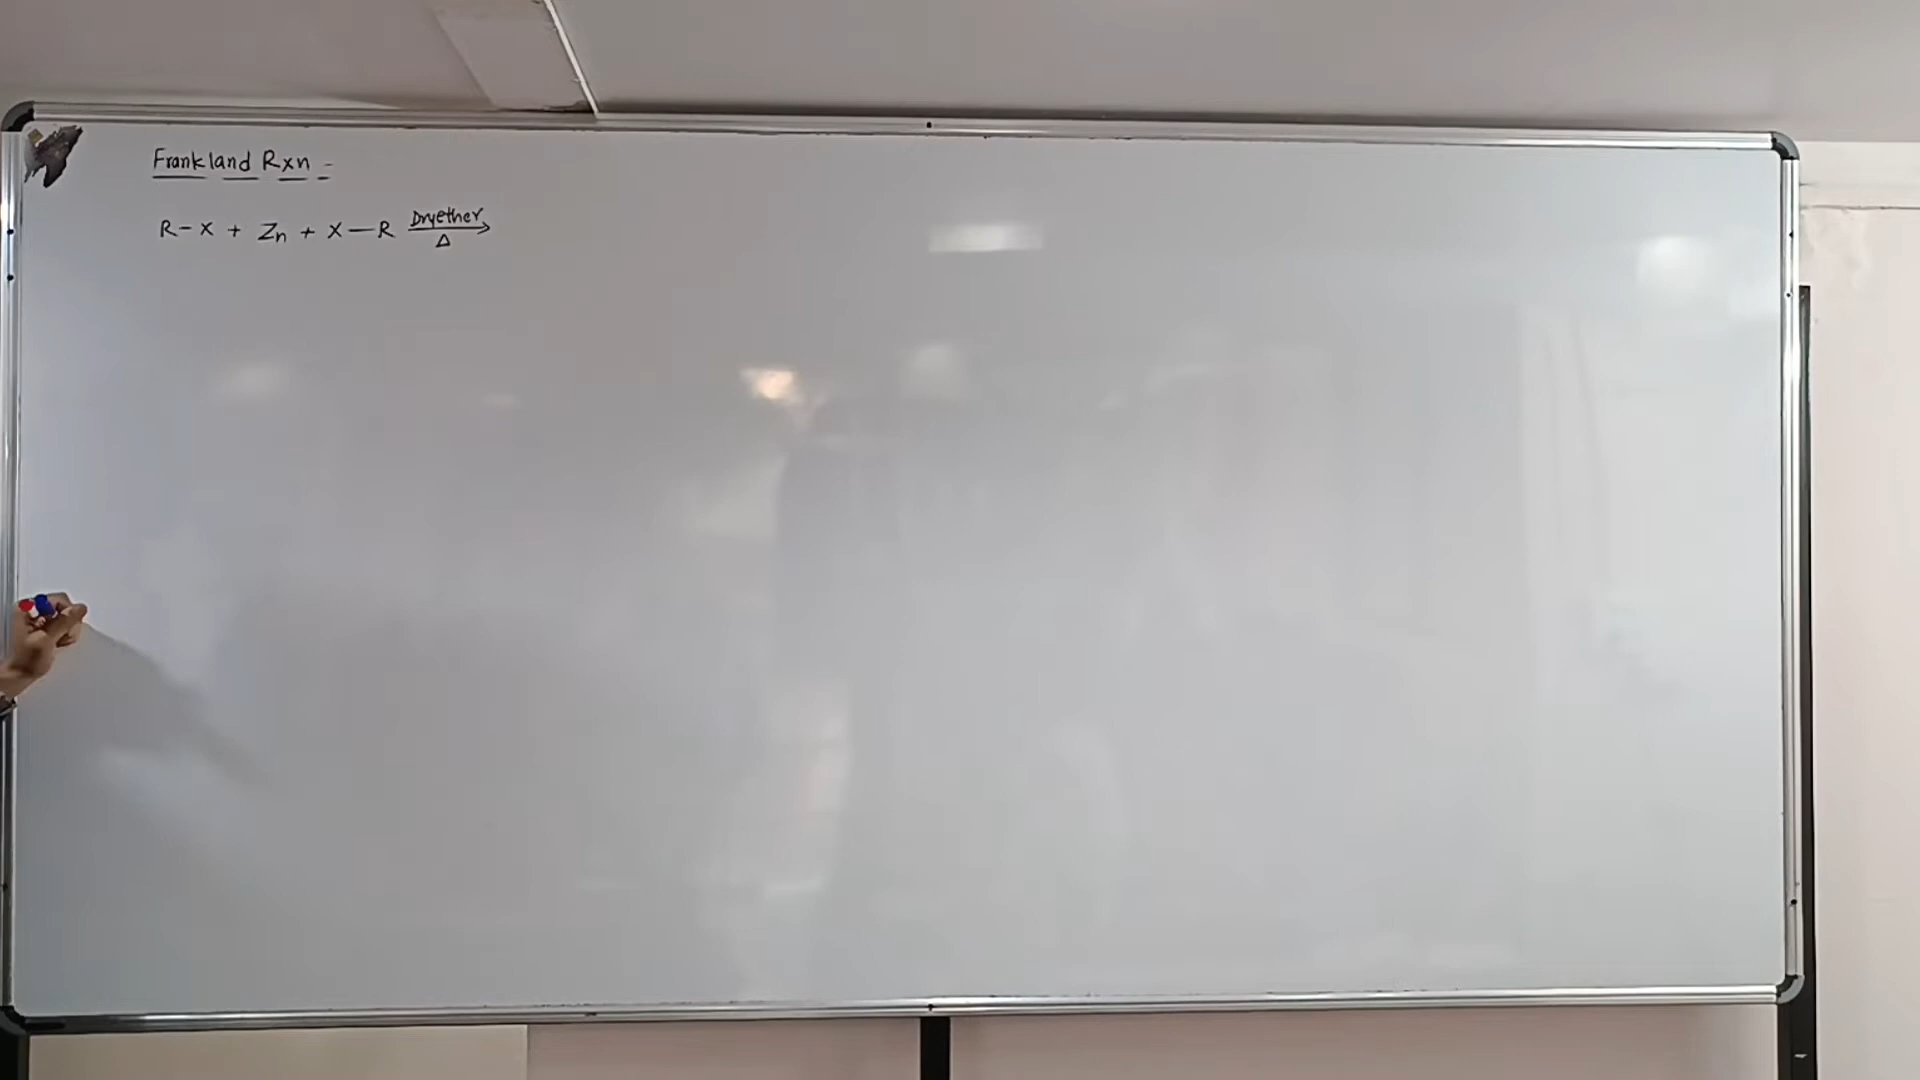 Frankland Rxn -
R-X + Zn + X-R Dryether Δ →